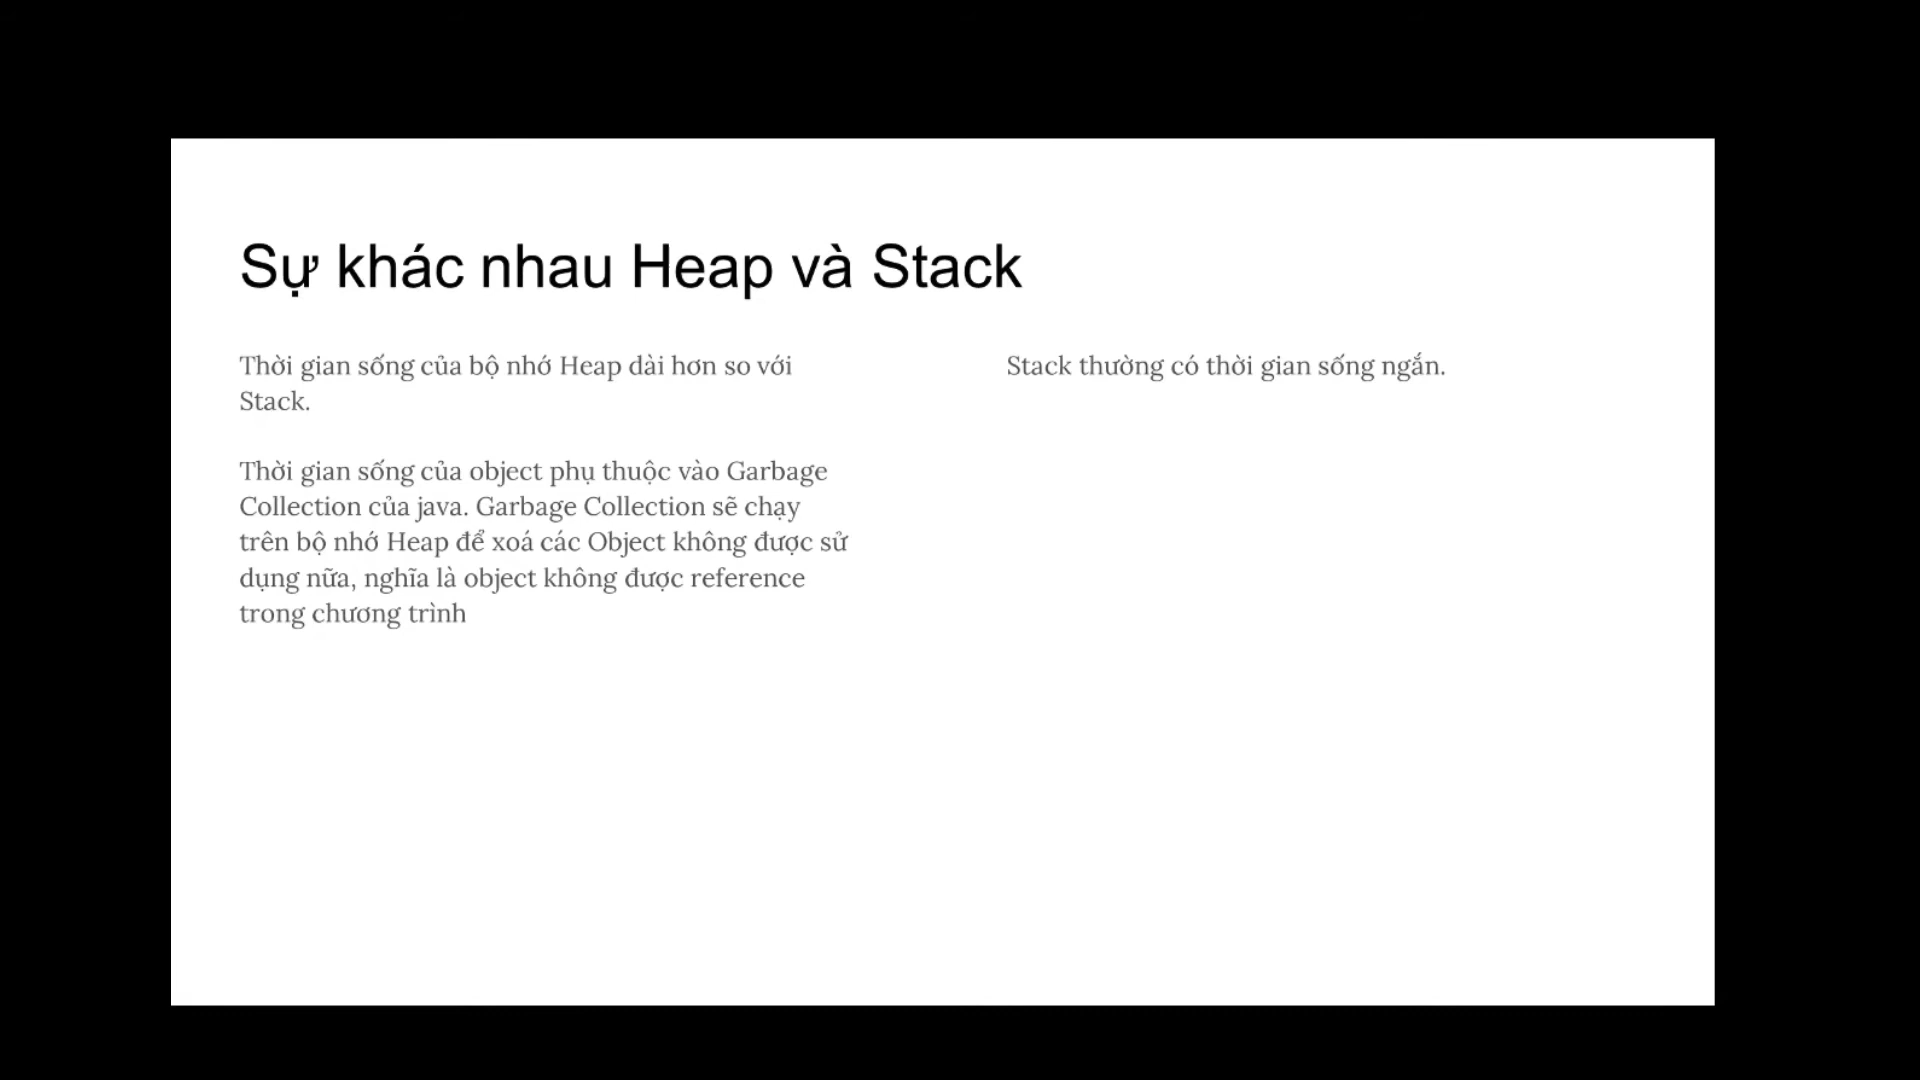 Sự khác nhau Heap và Stack
Thời gian sống của bộ nhớ Heap dài hơn so với
Stack.
Thời gian sống của object phụ thuộc vào Garbage
Collection của java. Garbage Collection sẽ chạy
trên bộ nhớ Heap để xoá các Object không được sử
dụng nữa, nghĩa là object không được reference
trong chương trình
Stack thường có thời gian sống ngắn.